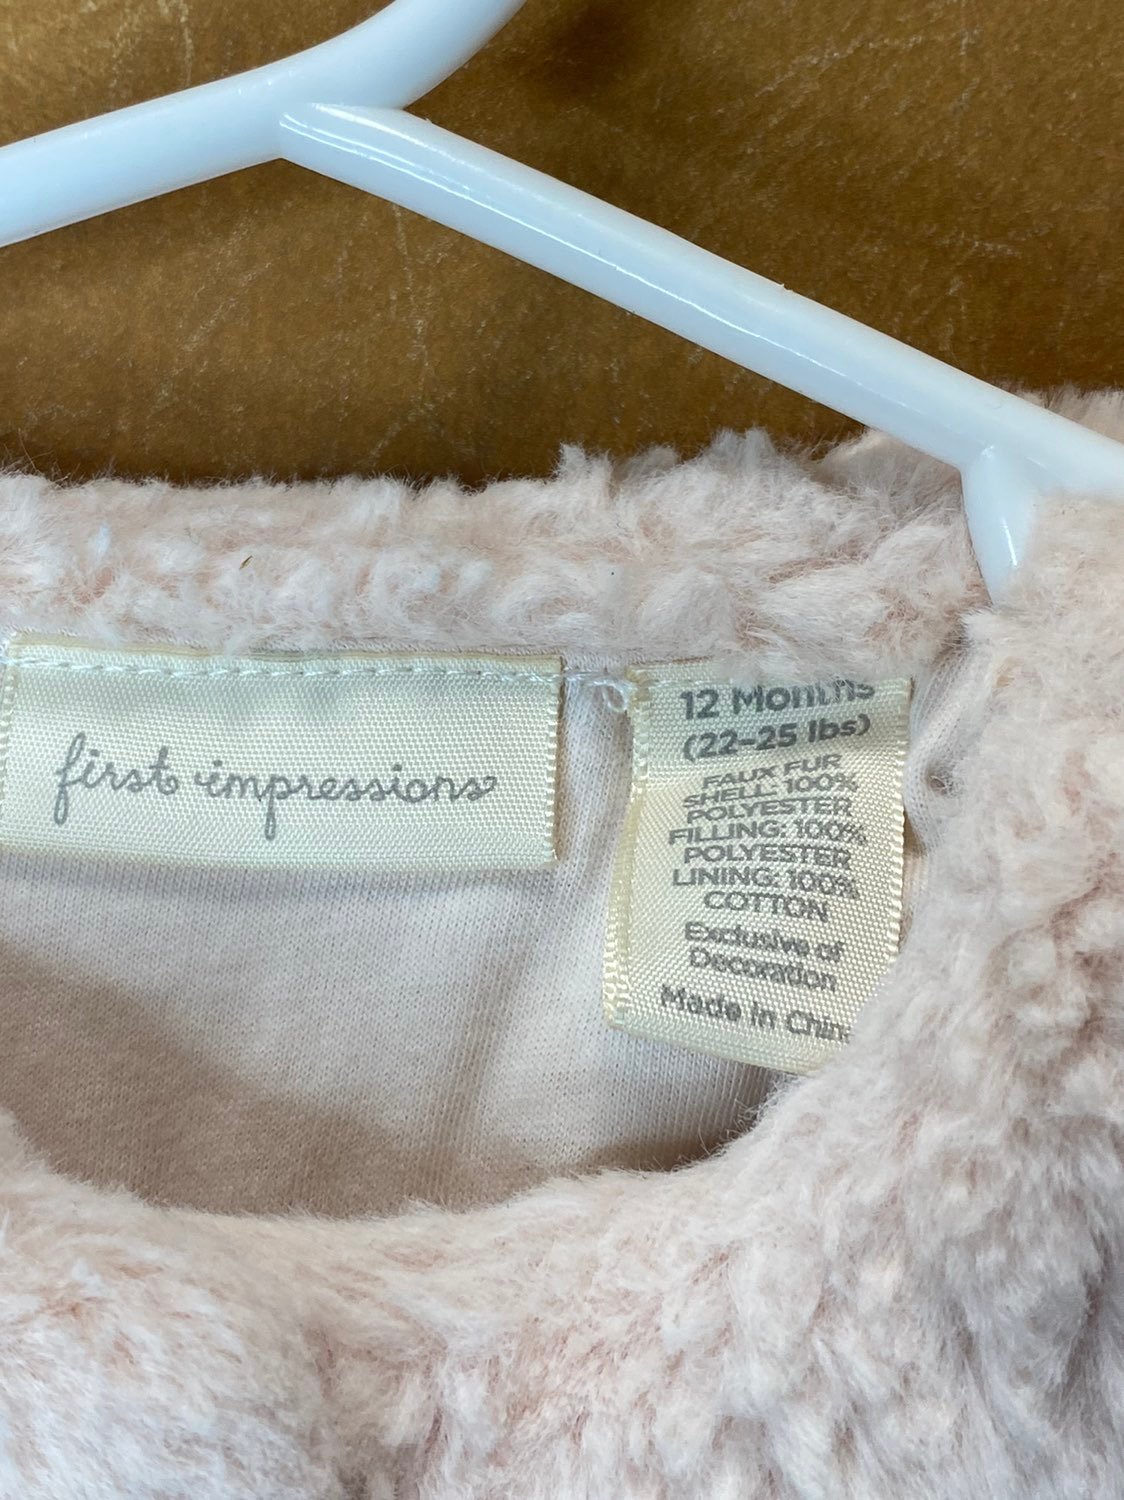 first impressions
12 Months
(22-25 lbs)
FAUX FUR
SHELL: 100%
POLYESTER
FILLING: 100%
POLYESTER
LINING: 100%
COTTON
Exclusive of
Decoration
Made in China